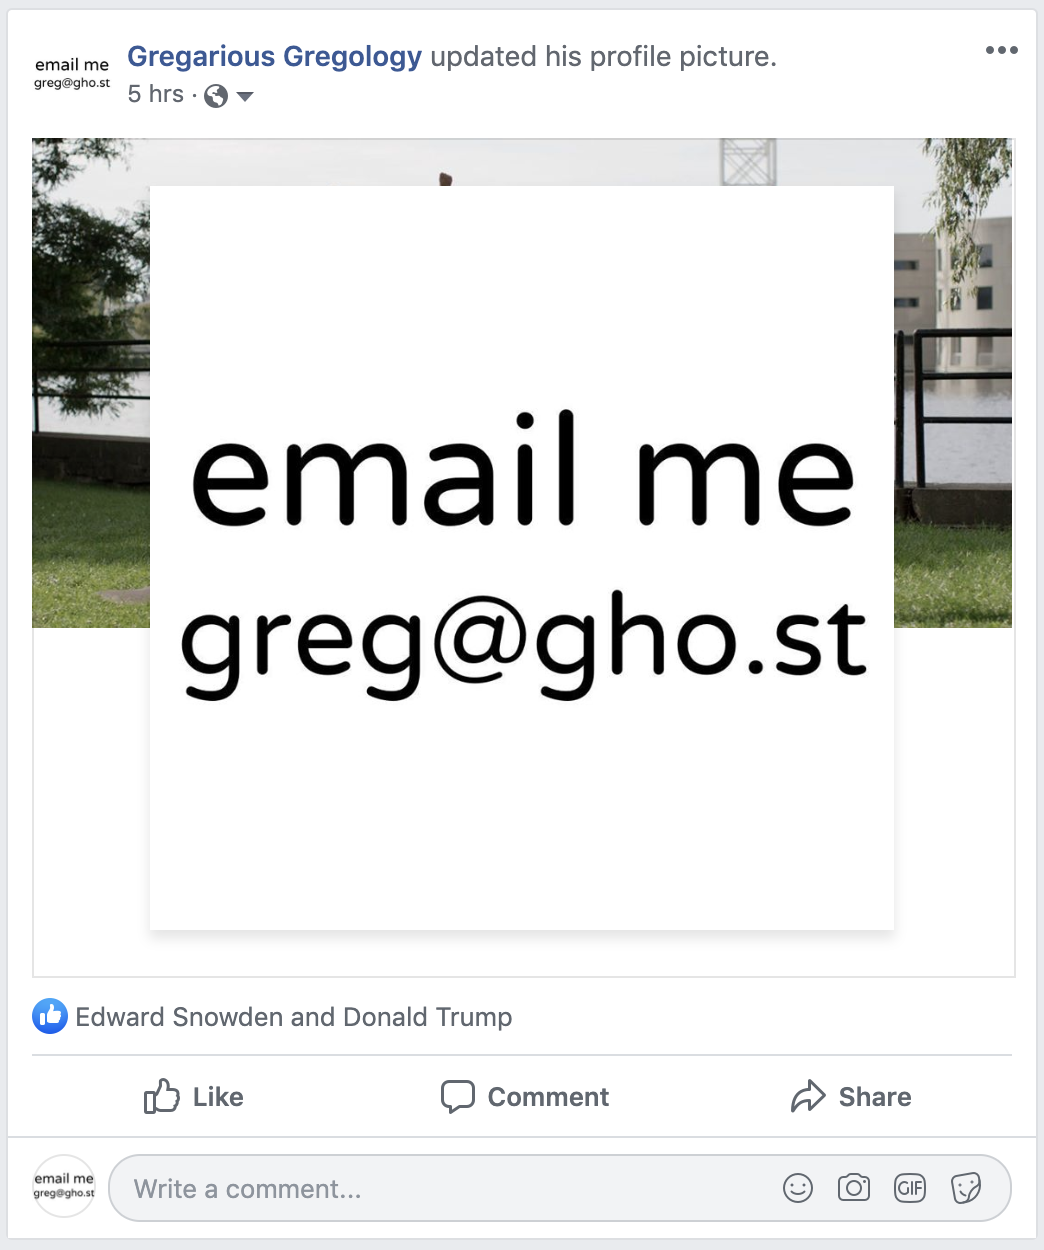 email me
greg@gho.st
Gregarious Gregology updated his profile picture.
5 hrs ·
email me
greg@gho.st
Edward Snowden and Donald Trump
Like Comment Share
email me
greg@gho.st
Write a comment...
GIF